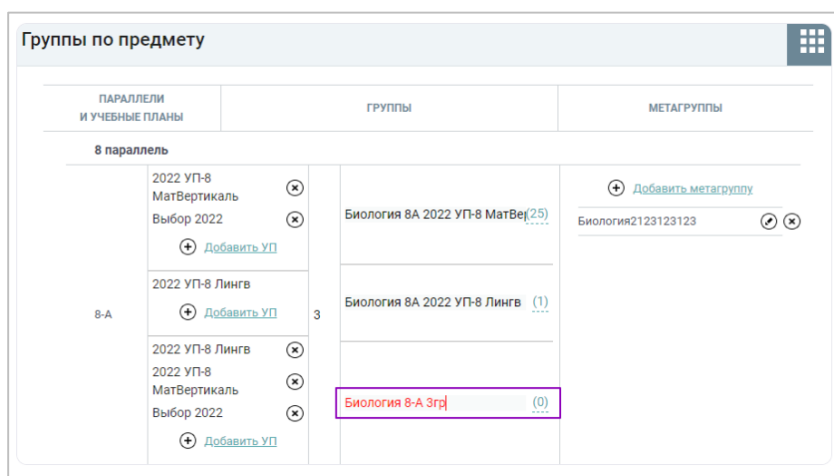 Группы по предмету
ПАРАЛЛЕЛИ
И УЧЕБНЫЕ ПЛАНЫ
ГРУППЫ
МЕТАГРУППЫ
8 параллель
8-А
2022 УП-8
МатВертикаль
Выбор 2022
Добавить УП
2022 УП-8 Лингв
Добавить УП
2022 УП-8 Лингв
2022 УП-8
МатВертикаль
Выбор 2022
Добавить УП
3
Биология 8А 2022 УП-8 МатВер (25)
Биология 8А 2022 УП-8 Лингв (1)
Биология 8-А 3гр (0)
Добавить метагруппу
Биология2123123123